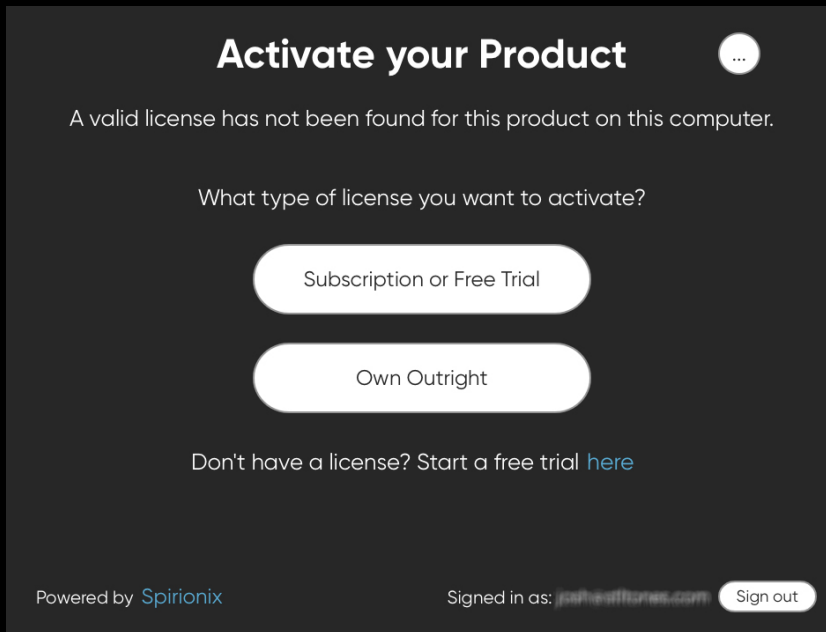 Activate your Product
...
A valid license has not been found for this product on this computer.
What type of license you want to activate?
Subscription or Free Trial
Own Outright
Don't have a license? Start a free trial here
Powered by Spirionix
Signed in as:
Sign out